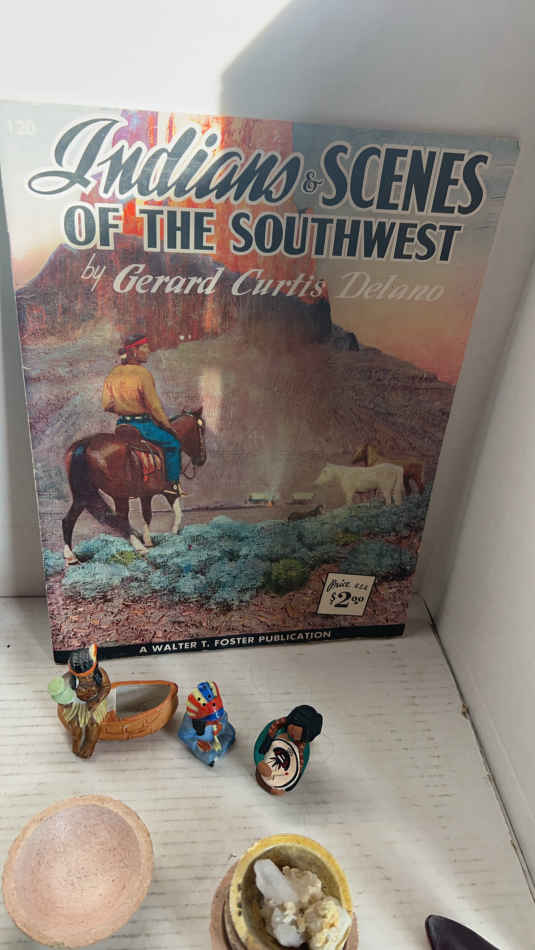 120
Indians & SCENES
OF THE SOUTHWEST
by Gerard Curtis Delano
Price U.S.A.
$2.00
A WALTER T. FOSTER PUBLICATION